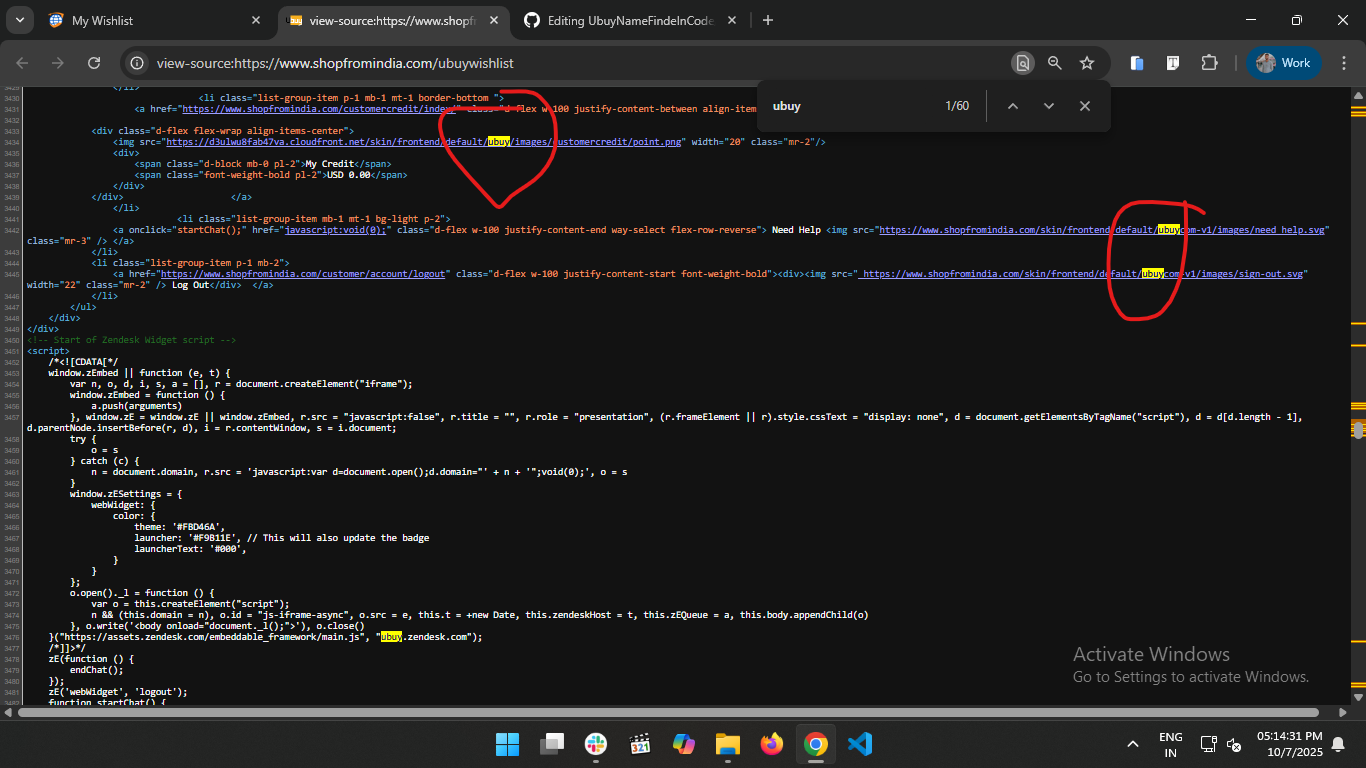 My Wishlist
view-source:https://www.shopf
Editing UbuyNameFindeInCode
view-source:https://www.shopfromindia.com/ubuywishlist
Work
ubuy
1/60
3430 <li class="list-group-item p-1 mb-1 mt-1 border-bottom ">
3431 <a href="https://www.shopfromindia.com/customercredit/index" class="d-flex w-100 justify-content-between align-item
3432
3433 <div class="d-flex flex-wrap align-items-center">
3434 <img src="https://d3ulwu8fab47va.cloudfront.net/skin/frontend/default/ubuy/images/customercredit/point.png" width="20" class="mr-2"/>
3435 <div>
3436 <span class="d-block mb-0 pl-2">My Credit</span>
3437 <span class="font-weight-bold pl-2">USD 0.00</span>
3438 </div>
3439 </div> </a>
3440 </li>
3441 <li class="list-group-item mb-1 mt-1 bg-light p-2">
3442 <a onclick="startChat();" href="javascript:void(0);" class="d-flex w-100 justify-content-end way-select flex-row-reverse"> Need Help <img src="https://www.shopfromindia.com/skin/frontend/default/ubuycom-v1/images/need_help.svg"
class="mr-3" /> </a>
3443 </li>
3444 <li class="list-group-item p-1 mb-2">
3445 <a href="https://www.shopfromindia.com/customer/account/logout" class="d-flex w-100 justify-content-start font-weight-bold"><div><img src=" https://www.shopfromindia.com/skin/frontend/default/ubuycom-v1/images/sign-out.svg"
width="22" class="mr-2" /> Log Out</div> </a>
3446 </li>
3447 </ul>
3448 </div>
3449 </div>
3450 <!-- Start of Zendesk Widget script -->
3451 <script>
3452 /*<![CDATA[*/
3453 window.zEmbed || function (e, t) {
3454 var n, o, d, i, s, a = [], r = document.createElement("iframe");
3455 window.zEmbed = function () {
3456 a.push(arguments)
3457 }, window.zE = window.zE || window.zEmbed, r.src = "javascript:false", r.title = "", r.role = "presentation", (r.frameElement || r).style.cssText = "display: none", d = document.getElementsByTagName("script"), d = d[d.length - 1],
d.parentNode.insertBefore(r, d), i = r.contentWindow, s = i.document;
3458 try {
3459 o = s
3460 } catch (c) {
3461 n = document.domain, r.src = 'javascript:var d=document.open();d.domain="' + n + '";void(0);', o = s
3462 }
3463 window.zESettings = {
3464 webWidget: {
3465 color: {
3466 theme: '#FBD46A',
3467 launcher: '#F9B11E', // This will also update the badge
3468 launcherText: '#000',
3469 }
3470 }
3471 };
3472 o.open()._l = function () {
3473 var o = this.createElement("script");
3474 n && (this.domain = n), o.id = "js-iframe-async", o.src = e, this.t = +new Date, this.zendeskHost = t, this.zEQueue = a, this.body.appendChild(o)
3475 }, o.write('<body onload="document._l();">'), o.close()
3476 }("https://assets.zendesk.com/embeddable_framework/main.js", "ubuy.zendesk.com");
3477 /*]]>*/
3478 zE(function () {
3479 endChat();
3480 });
3481 zE('webWidget', 'logout');
3482 function startChat() {
Activate Windows
Go to Settings to activate Windows.
321
ENG
IN
05:14:31 PM
10/7/2025